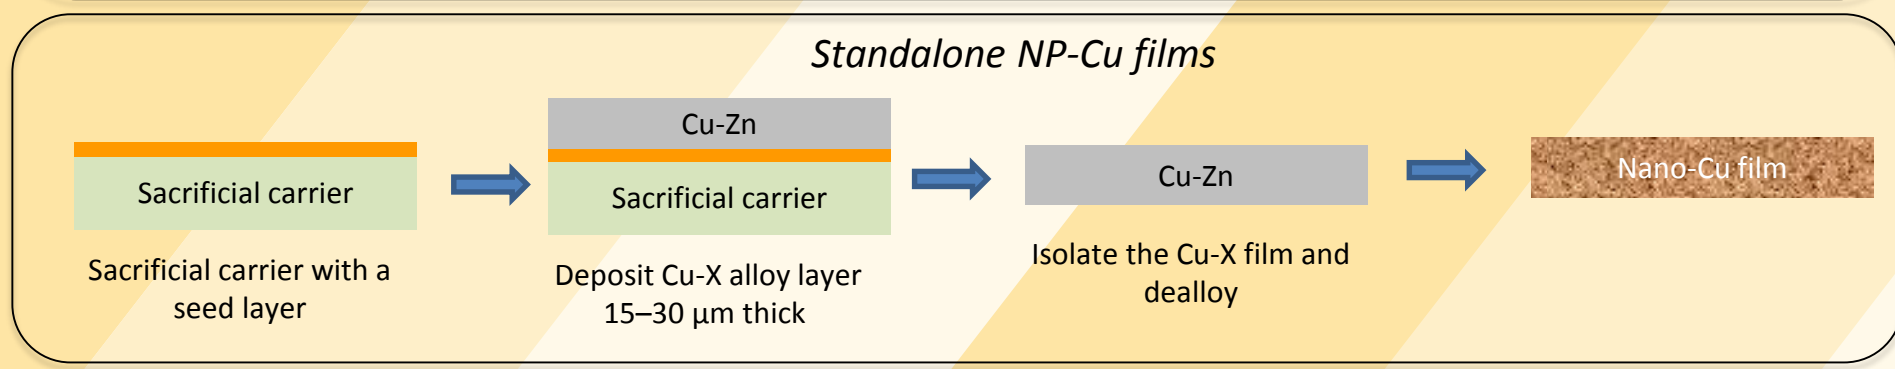 Standalone NP-Cu films
Sacrificial carrier
Sacrificial carrier with a
seed layer
Cu-Zn
Sacrificial carrier
Deposit Cu-X alloy layer
15–30 µm thick
Cu-Zn
Isolate the Cu-X film and
dealloy
Nano-Cu film